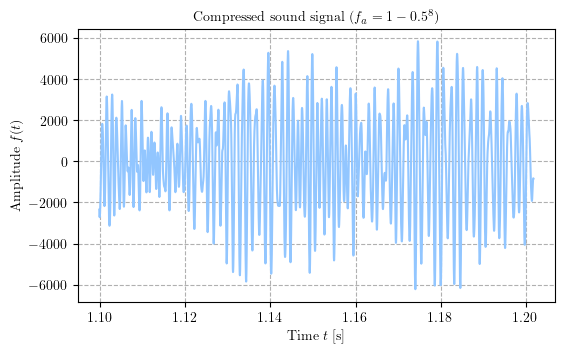 Compressed sound signal (f_a = 1 − 0.5^8)
Amplitude f(t)
6000
4000
2000
0
−2000
−4000
−6000
1.10 1.12 1.14 1.16 1.18 1.20
Time t [s]